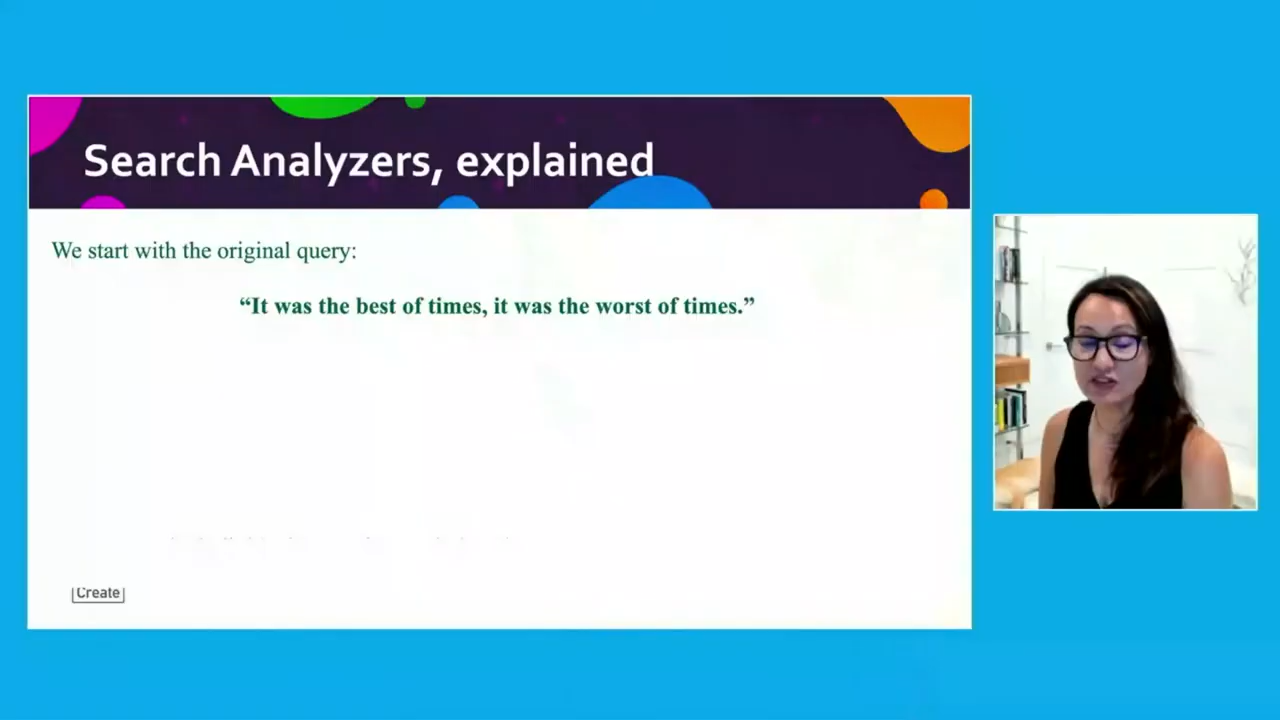 Search Analyzers, explained
We start with the original query:
“It was the best of times, it was the worst of times.”
Create